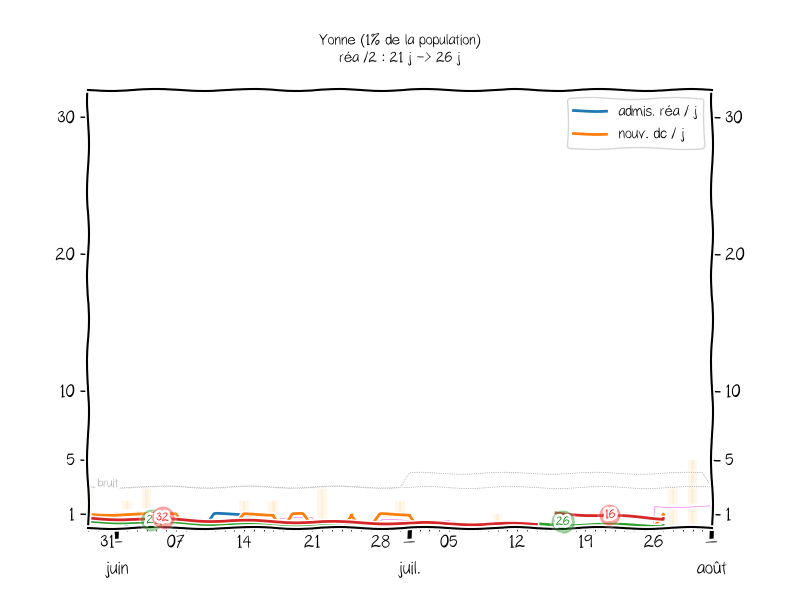 Yonne (1% de la population)
réa /2 : 21 j -> 26 j
admis. réa / j
nouv. dc / j
30 30
20 20
10 10
5 5
bruit
1 1
32 26 16
31 07 14 21 28 05 12 19 26
juin juil. août